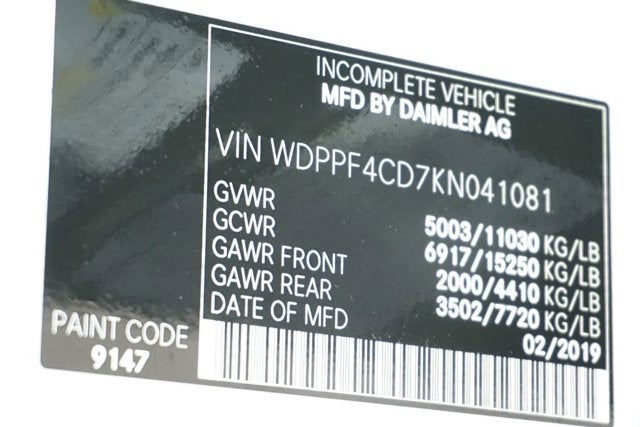 INCOMPLETE VEHICLE
MFD BY DAIMLER AG
VIN WDPPF4CD7KN041081
GVWR 5003/11030 KG/LB
GCWR 6917/15250 KG/LB
GAWR FRONT 2000/4410 KG/LB
GAWR REAR 3502/7720 KG/LB
DATE OF MFD 02/2019
PAINT CODE
9147